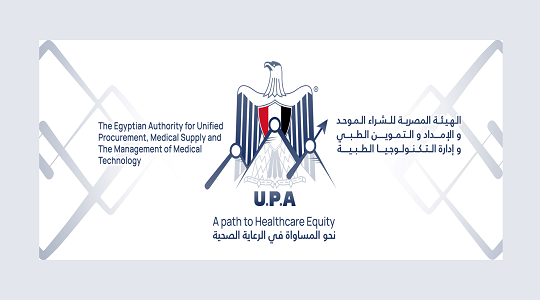 The Egyptian Authority for Unified
Procurement, Medical Supply and
The Management of Medical
Technology
الهيئة المصرية للشراء الموحد
و الإمداد و التموين الطبي
و إدارة التكنولوجيا الطبية
®
U.P.A
A path to Healthcare Equity
نحو المساواة في الرعاية الصحية